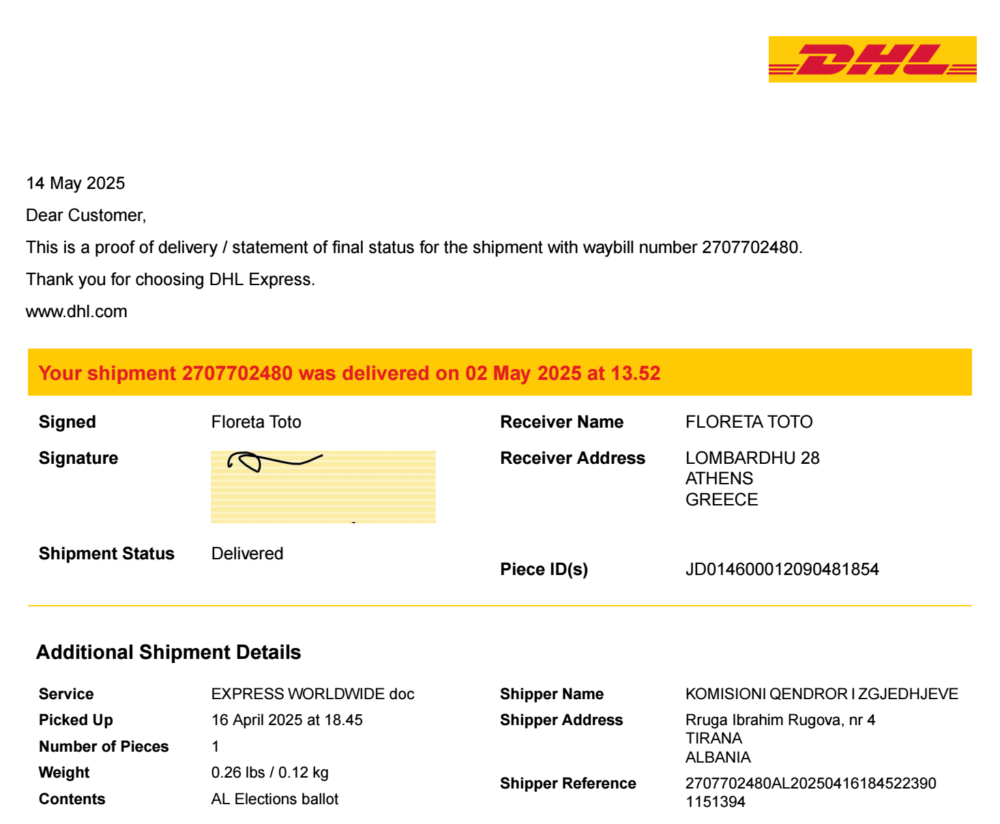 DHL
14 May 2025
Dear Customer,
This is a proof of delivery / statement of final status for the shipment with waybill number 2707702480.
Thank you for choosing DHL Express.
www.dhl.com
Your shipment 2707702480 was delivered on 02 May 2025 at 13.52
Signed Floreta Toto Receiver Name FLORETA TOTO
Signature Receiver Address LOMBARDHU 28
ATHENS
GREECE
Shipment Status Delivered
Piece ID(s) JD014600012090481854
Additional Shipment Details
Service EXPRESS WORLDWIDE doc Shipper Name KOMISIONI QENDROR I ZGJEDHJEVE
Picked Up 16 April 2025 at 18.45 Shipper Address Rruga Ibrahim Rugova, nr 4
TIRANA
Number of Pieces 1
ALBANIA
Weight 0.26 lbs / 0.12 kg
Shipper Reference 2707702480AL20250416184522390
Contents AL Elections ballot
1151394